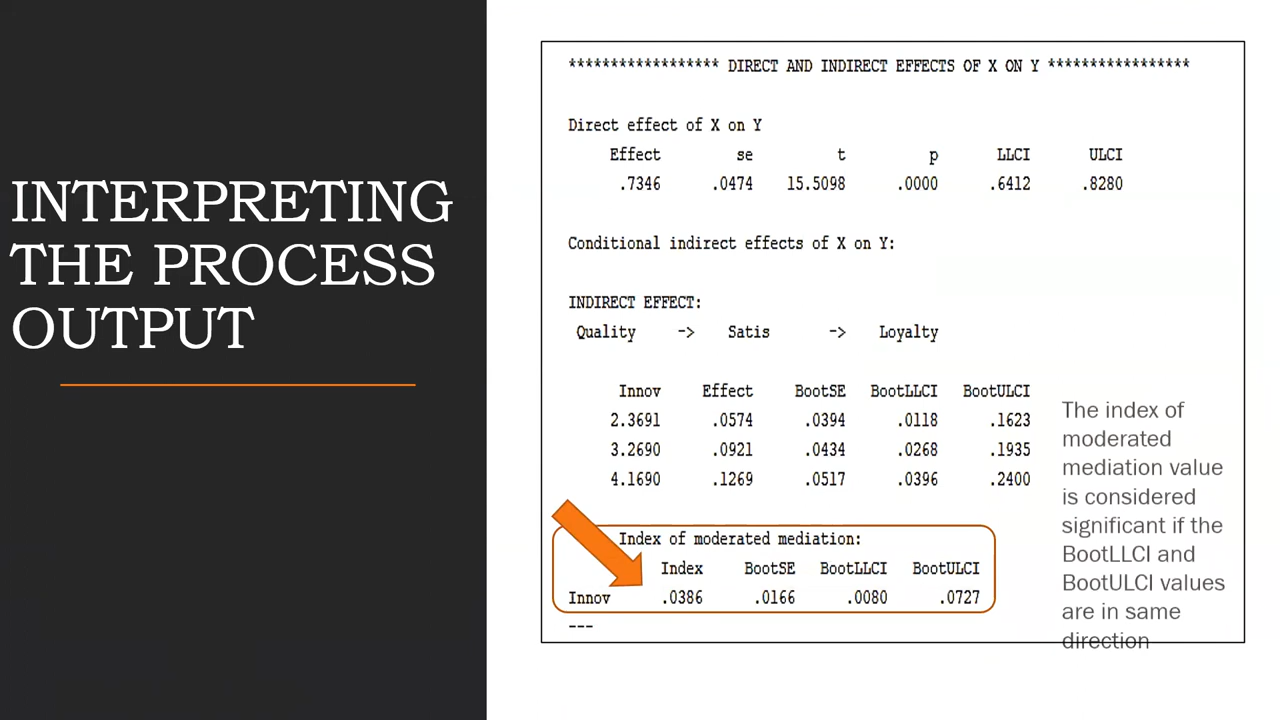 INTERPRETING
THE PROCESS
OUTPUT
****************** DIRECT AND INDIRECT EFFECTS OF X ON Y *****************
Direct effect of X on Y
Effect se t p LLCI ULCI
.7346 .0474 15.5098 .0000 .6412 .8280
Conditional indirect effects of X on Y:
INDIRECT EFFECT:
Quality -> Satis -> Loyalty
Innov Effect BootSE BootLLCI BootULCI
2.3691 .0574 .0394 .0118 .1623
3.2690 .0921 .0434 .0268 .1935
4.1690 .1269 .0517 .0396 .2400
Index of moderated mediation:
Index BootSE BootLLCI BootULCI
Innov .0386 .0166 .0080 .0727
---
The index of
moderated
mediation value
is considered
significant if the
BootLLCI and
BootULCI values
are in same
direction